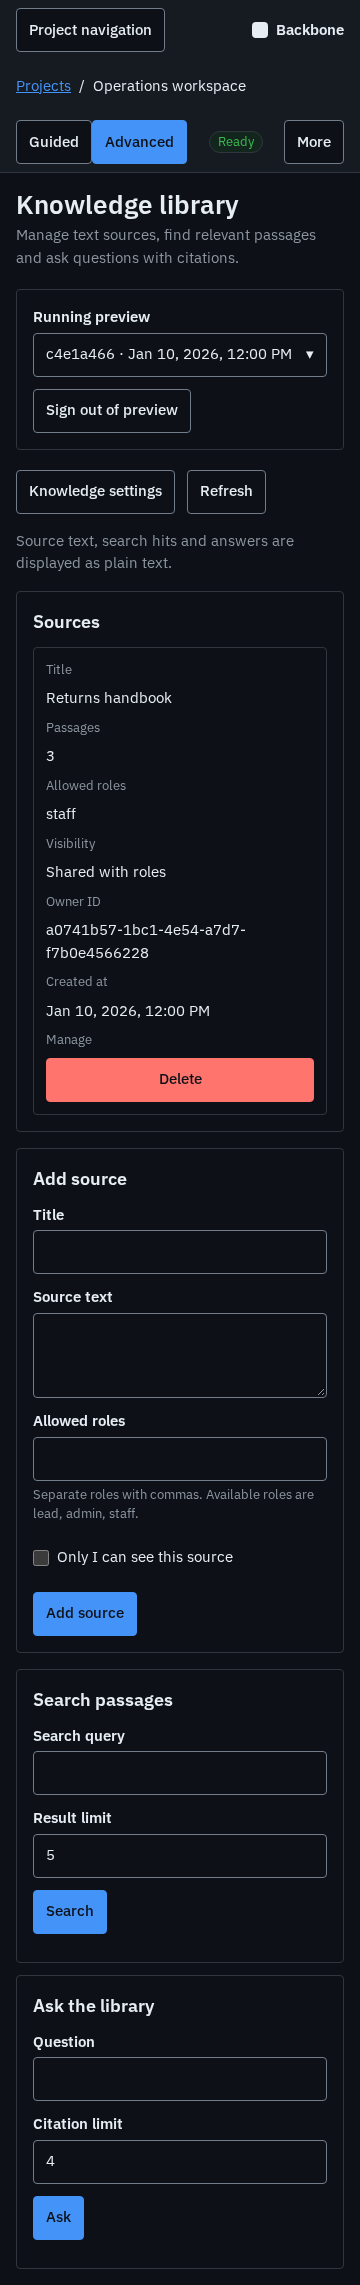 Project navigation
Backbone
Projects / Operations workspace
Guided
Advanced
Ready
More
Knowledge library
Manage text sources, find relevant passages
and ask questions with citations.
Running preview
c4e1a466 · Jan 10, 2026, 12:00 PM ▾
Sign out of preview
Knowledge settings
Refresh
Source text, search hits and answers are
displayed as plain text.
Sources
Title
Returns handbook
Passages
3
Allowed roles
staff
Visibility
Shared with roles
Owner ID
a0741b57-1bc1-4e54-a7d7-
f7b0e4566228
Created at
Jan 10, 2026, 12:00 PM
Manage
Delete
Add source
Title
Source text
Allowed roles
Separate roles with commas. Available roles are
lead, admin, staff.
Only I can see this source
Add source
Search passages
Search query
Result limit
5
Search
Ask the library
Question
Citation limit
4
Ask